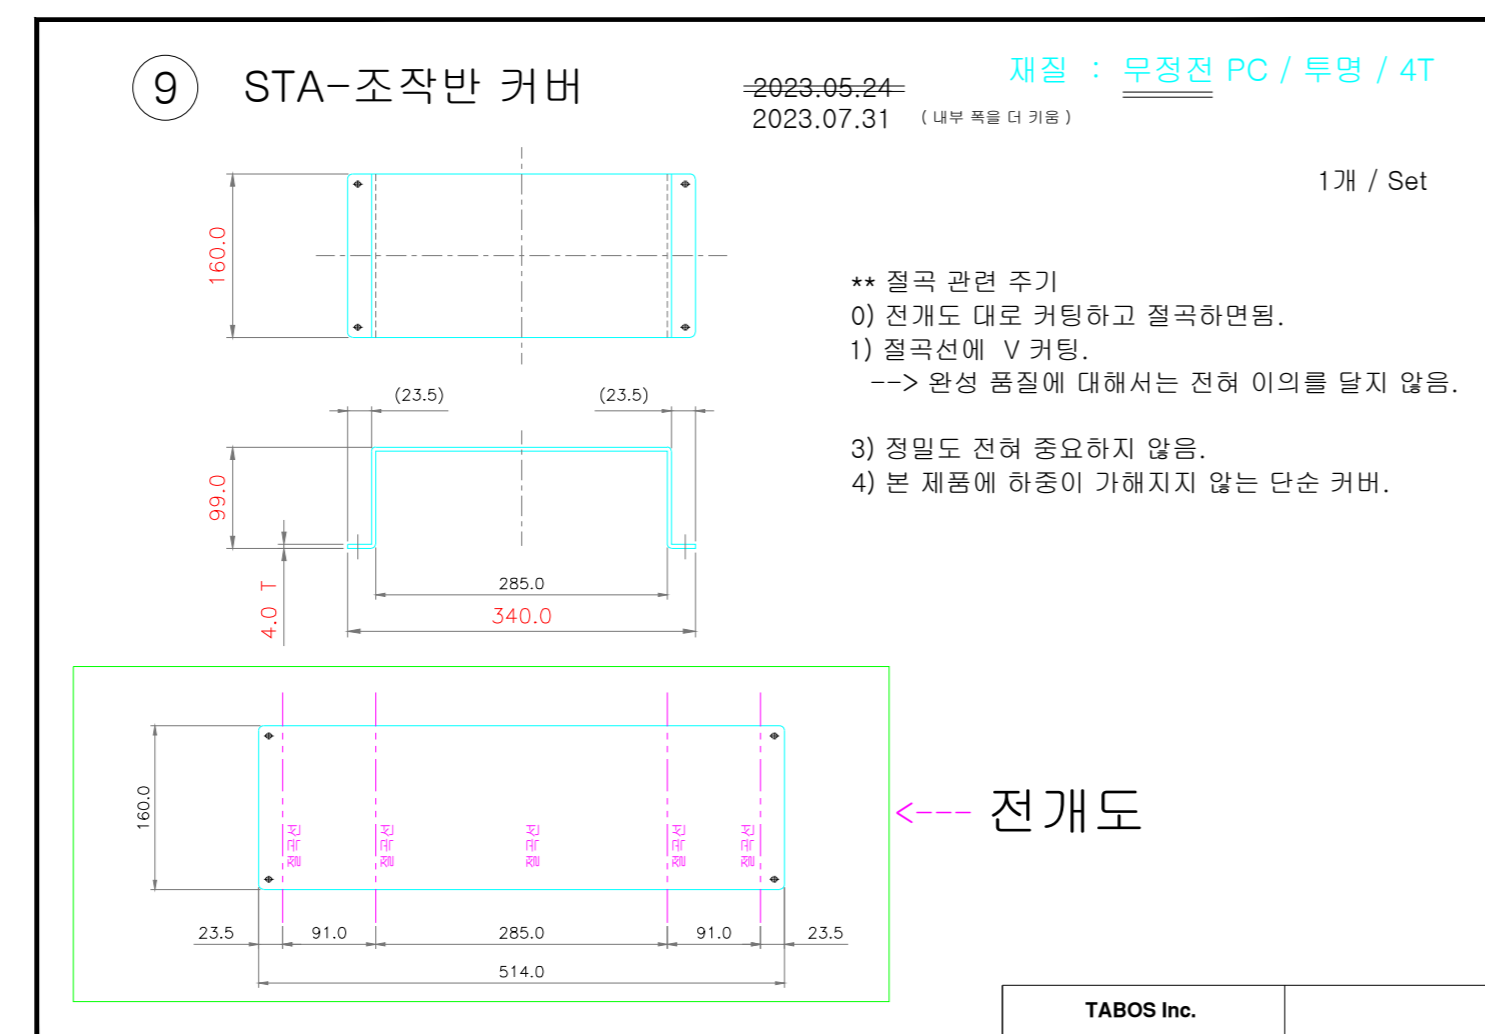 9 STA-조작반 커버
2023.05.24
2023.07.31 ( 내부 폭을 더 키움 )
재질 : 무정전 PC / 투명 / 4T
1개 / Set
160.0
** 절곡 관련 주기
0) 전개도 대로 커팅하고 절곡하면됨.
1) 절곡선에 V 커팅.
--> 완성 품질에 대해서는 전혀 이의를 달지 않음.
3) 정밀도 전혀 중요하지 않음.
4) 본 제품에 하중이 가해지지 않는 단순 커버.
(23.5) (23.5)
99.0
4.0 T
285.0
340.0
160.0
절곡선 절곡선 절곡선 절곡선 절곡선
<--- 전개도
23.5 91.0 285.0 91.0 23.5
514.0
TABOS Inc.